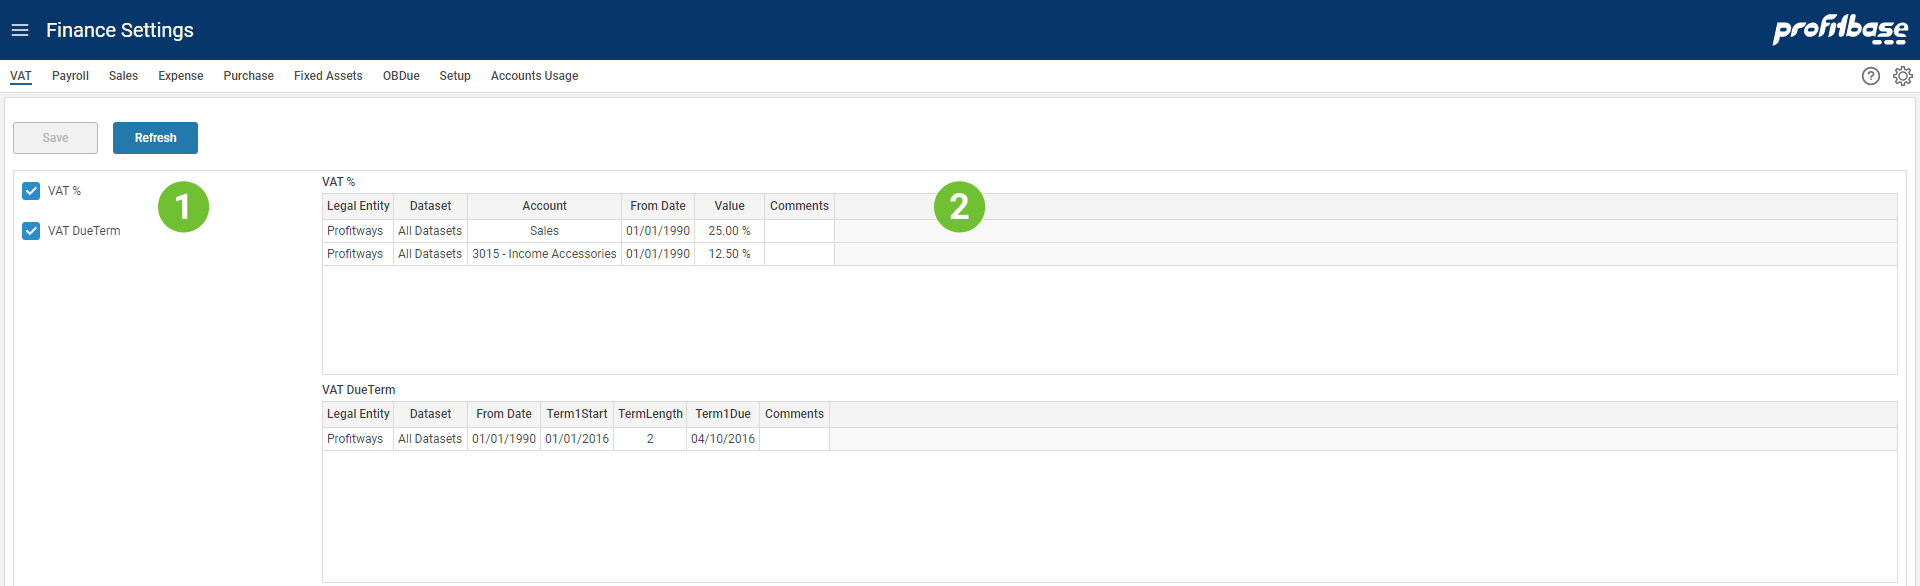 Finance Settings
profitbase
VAT Payroll Sales Expense Purchase Fixed Assets OBDue Setup Accounts Usage ?
Save Refresh
VAT %
VAT DueTerm
1
VAT %
2
Legal Entity Dataset Account From Date Value Comments
Profitways All Datasets Sales 01/01/1990 25.00 %
Profitways All Datasets 3015 - Income Accessories 01/01/1990 12.50 %
VAT DueTerm
Legal Entity Dataset From Date Term1Start TermLength Term1Due Comments
Profitways All Datasets 01/01/1990 01/01/2016 2 04/10/2016